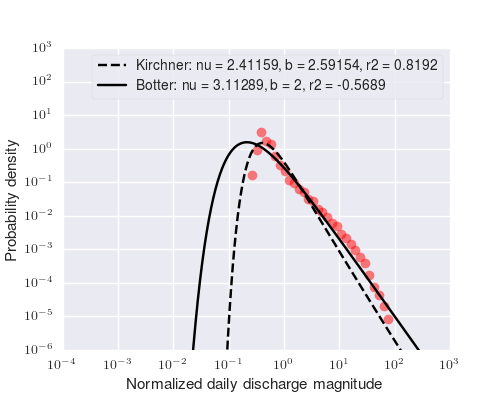 Kirchner: nu = 2.41159, b = 2.59154, r2 = 0.8192
Botter: nu = 3.11289, b = 2, r2 = -0.5689
Probability density
10^3
10^2
10^1
10^0
10^-1
10^-2
10^-3
10^-4
10^-5
10^-6
10^-4 10^-3 10^-2 10^-1 10^0 10^1 10^2 10^3
Normalized daily discharge magnitude